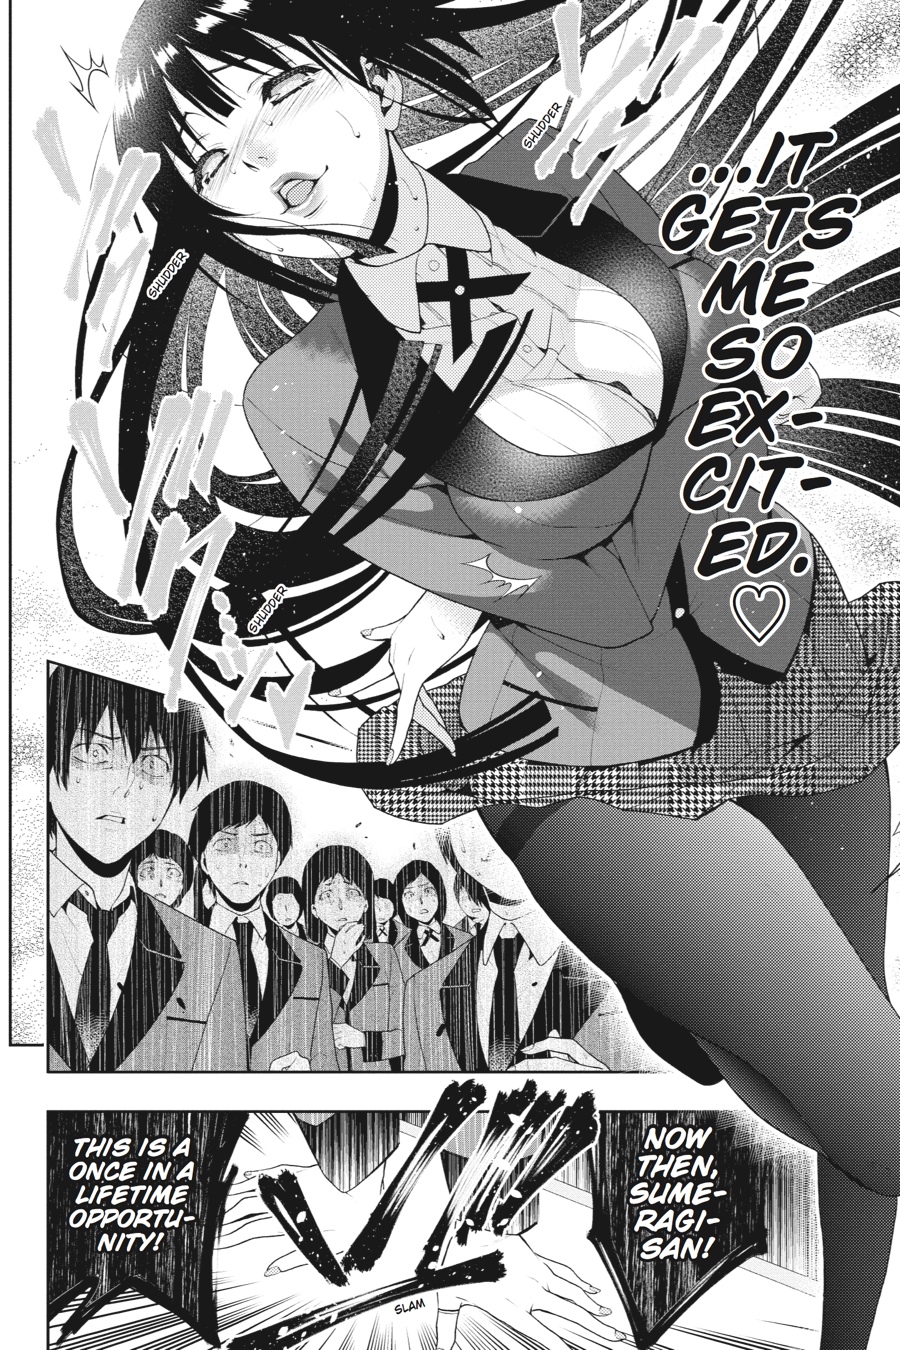 ...IT
GETS
ME
SO
EX-
CIT-
ED.
♡
SHUDDER
SHUDDER
SHUDDER
NOW
THEN,
SUME-
RAGI-
SAN!
SLAM
THIS IS A
ONCE IN A
LIFETIME
OPPORTU-
NITY!